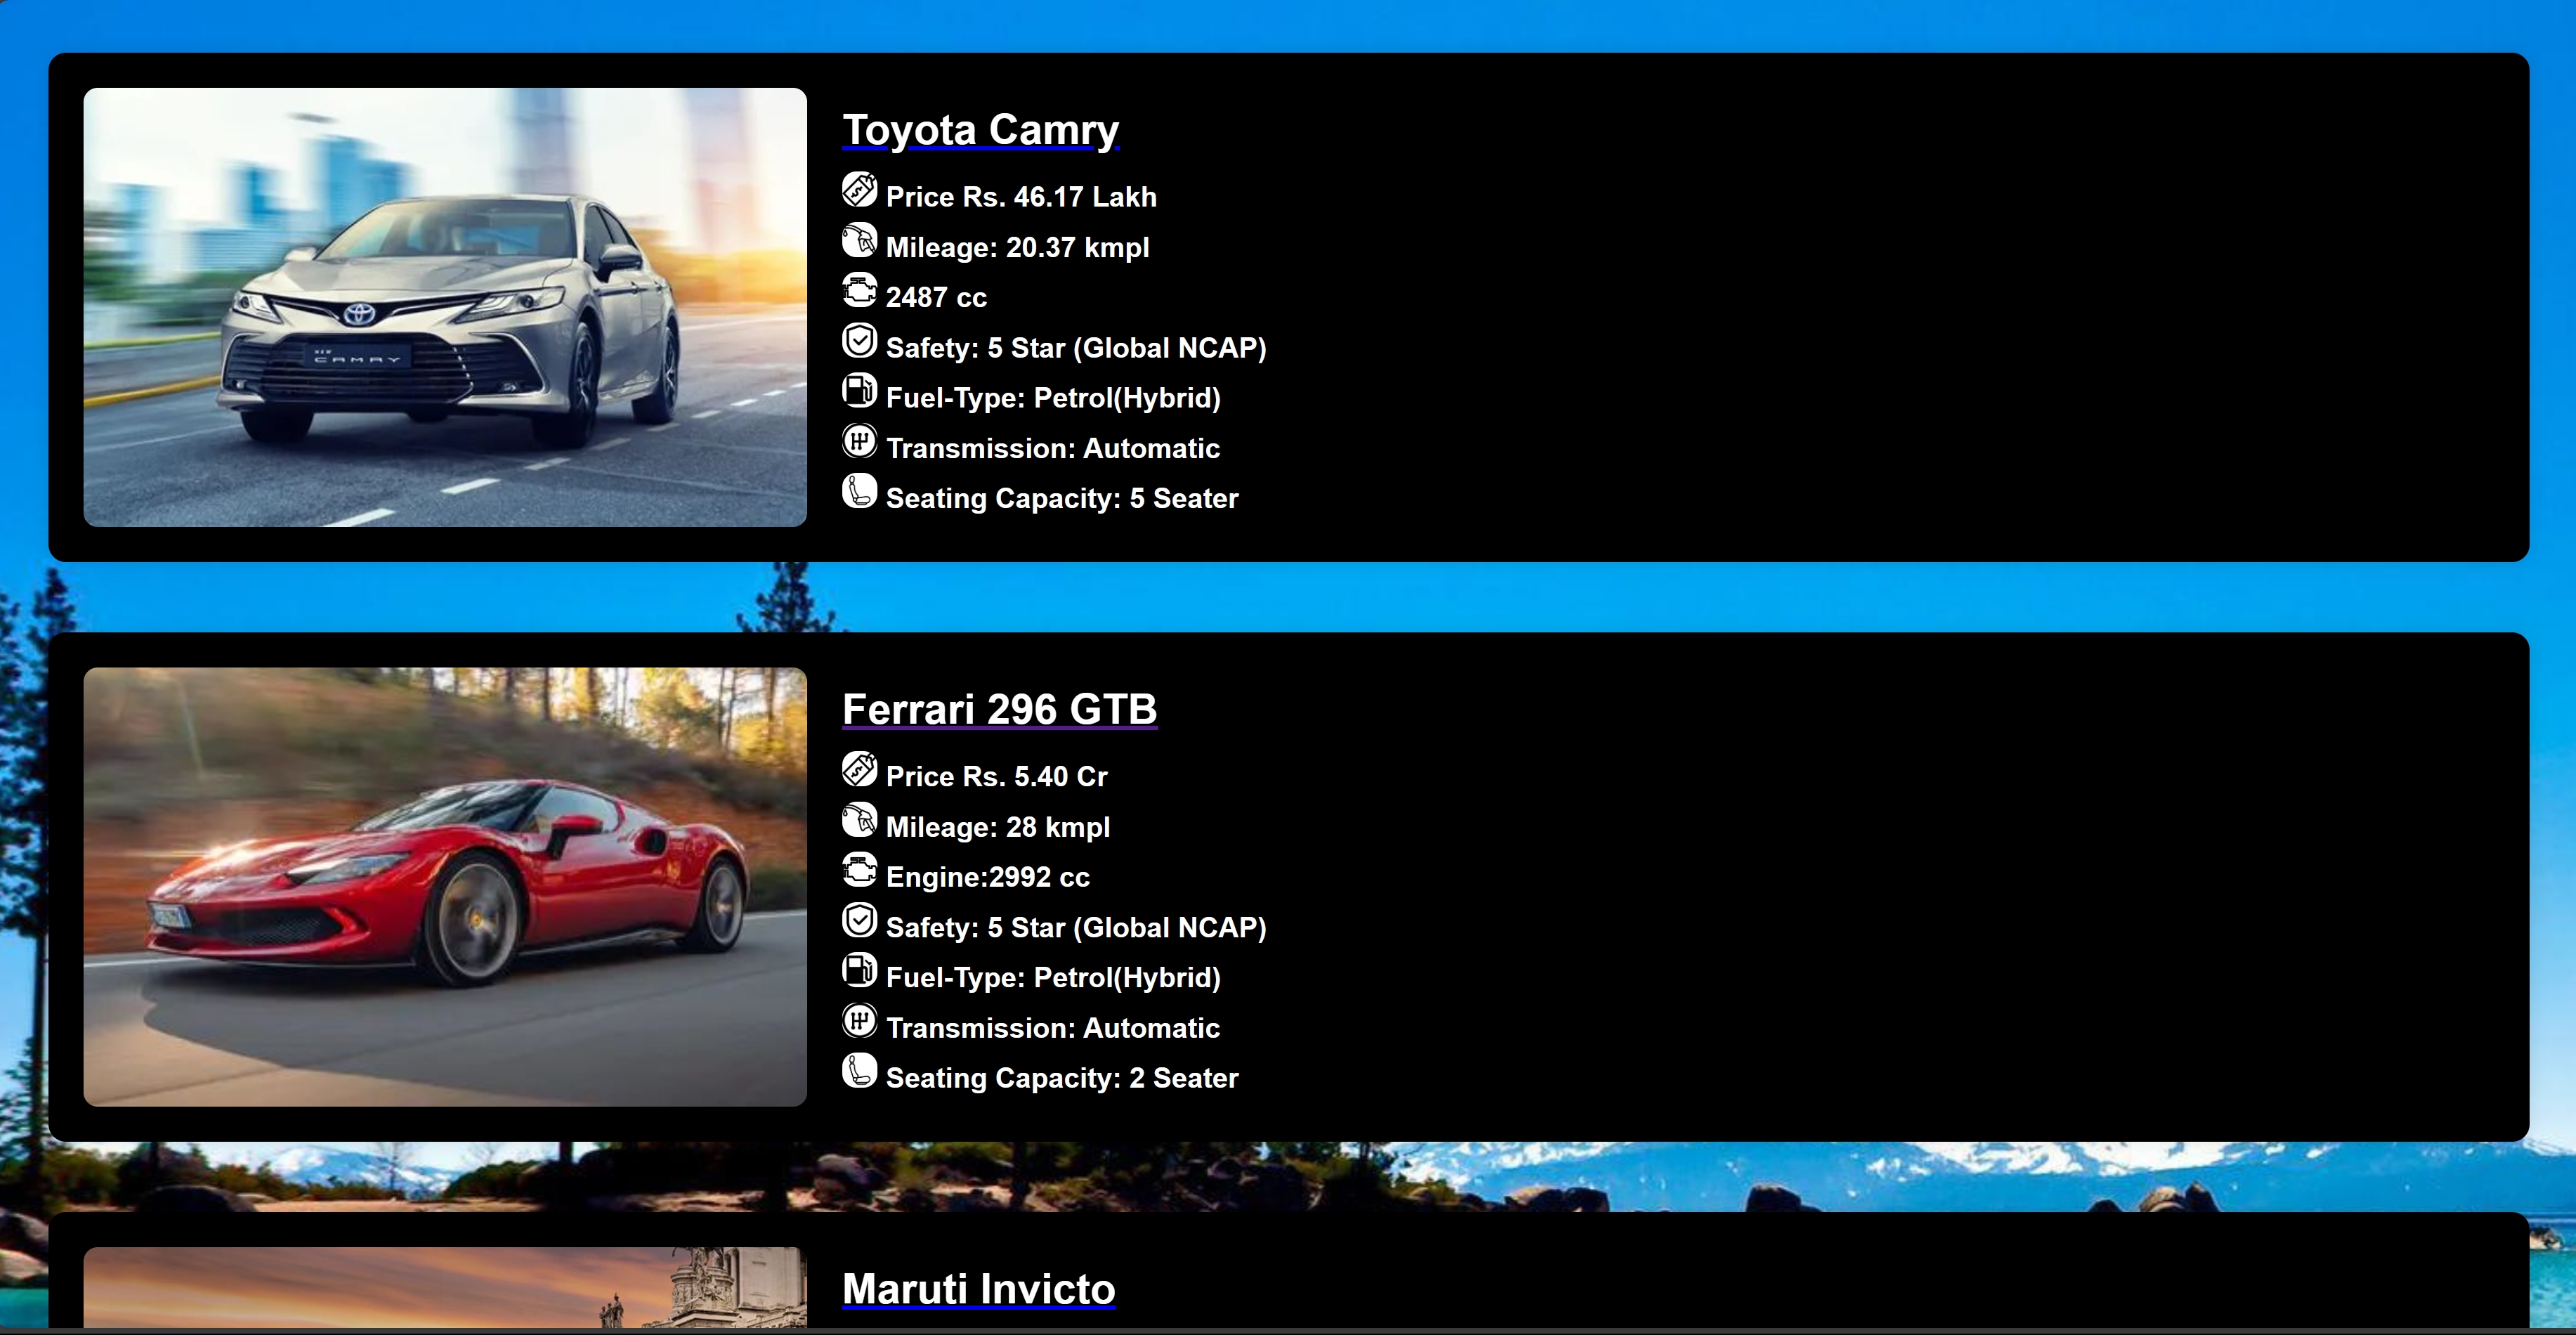 Toyota Camry
Price Rs. 46.17 Lakh
Mileage: 20.37 kmpl
2487 cc
Safety: 5 Star (Global NCAP)
Fuel-Type: Petrol(Hybrid)
Transmission: Automatic
Seating Capacity: 5 Seater
NEW
CAMRY
Ferrari 296 GTB
Price Rs. 5.40 Cr
Mileage: 28 kmpl
Engine:2992 cc
Safety: 5 Star (Global NCAP)
Fuel-Type: Petrol(Hybrid)
Transmission: Automatic
Seating Capacity: 2 Seater
Maruti Invicto